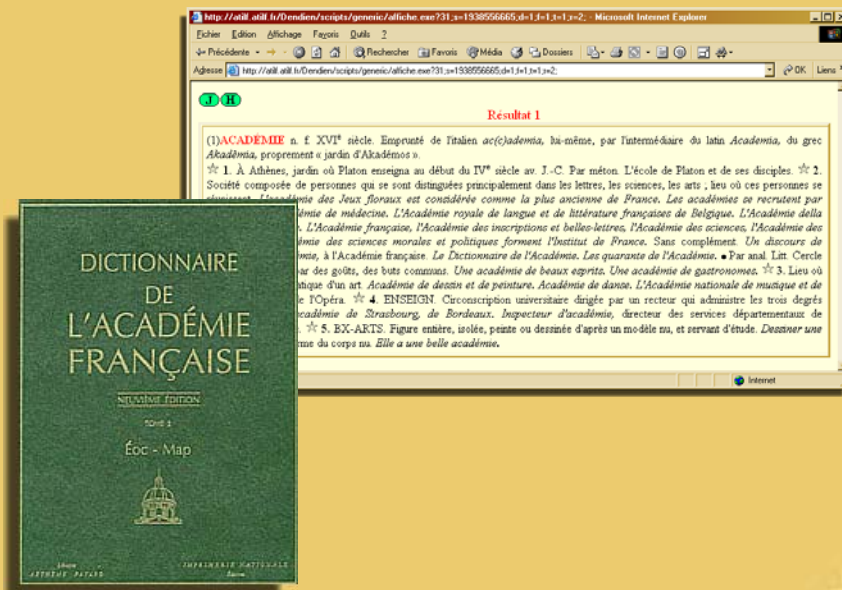 http://atilf.atilf.fr/Dendien/scripts/generic/affiche.exe?31;s=1938556665;d=1;f=1;t=1;r=2; - Microsoft Internet Explorer
Fichier Edition Affichage Favoris Outils ?
Précédente Rechercher Favoris Média Dossiers
Adresse http://atilf.atilf.fr/Dendien/scripts/generic/affiche.exe?31;s=1938556665;d=1;f=1;t=1;r=2; OK Liens
J H
Résultat 1
(1)ACADÉMIE n. f. XVIe siècle. Emprunté de l'italien ac(c)ademia, lui-même, par l'intermédiaire du latin Academia, du grec
Akadêmia, proprement « jardin d'Akadêmos ».
☆ 1. À Athènes, jardin où Platon enseigna au début du IVe siècle av. J.-C. Par méton. L'école de Platon et de ses disciples. ☆ 2.
Société composée de personnes qui se sont distinguées principalement dans les lettres, les sciences, les arts ; lieu où ces personnes se
réunissent. L'académie des Jeux floraux est considérée comme la plus ancienne de France. Les académies se recrutent par
démie de médecine. L'Académie royale de langue et de littérature françaises de Belgique. L'Académie della
. L'Académie française, l'Académie des inscriptions et belles-lettres, l'Académie des sciences, l'Académie des
mie des sciences morales et politiques forment l'Institut de France. Sans complément. Un discours de
mie, à l'Académie française. Le Dictionnaire de l'Académie. Les quarante de l'Académie. • Par anal. Litt. Cercle
par des goûts, des buts communs. Une académie de beaux esprits. Une académie de gastronomes. ☆ 3. Lieu où
atique d'un art. Académie de dessin et de peinture. Académie de danse. L'Académie nationale de musique et de
e l'Opéra. ☆ 4. ENSEIGN. Circonscription universitaire dirigée par un recteur qui administre les trois degrés
académie de Strasbourg, de Bordeaux. Inspecteur d'académie, directeur des services départementaux de
. ☆ 5. BX-ARTS. Figure entière, isolée, peinte ou dessinée d'après un modèle nu, et servant d'étude. Dessiner une
rme du corps nu. Elle a une belle académie.
Internet
DICTIONNAIRE
DE
L'ACADÉMIE
FRANÇAISE
NEUVIÈME ÉDITION
TOME 2
Éoc - Map
ARTHÈME FAYARD IMPRIMERIE NATIONALE